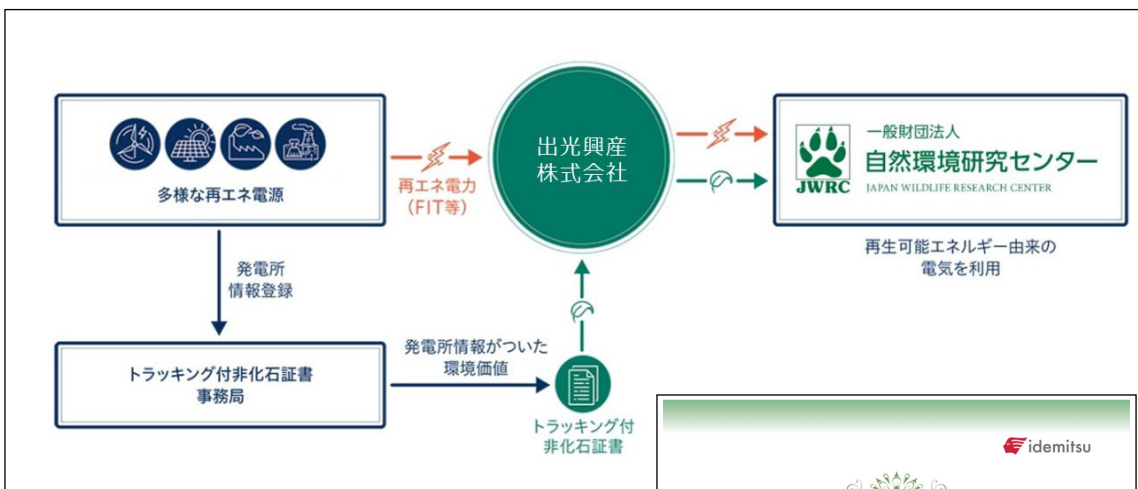 多様な再エネ電源
再エネ電力
(FIT等)
出光興産
株式会社
JWRC
一般財団法人
自然環境研究センター
JAPAN WILDLIFE RESEARCH CENTER
再生可能エネルギー由来の
電気を利用
発電所
情報登録
トラッキング付非化石証書
事務局
発電所情報がついた
環境価値
トラッキング付
非化石証書
idemitsu